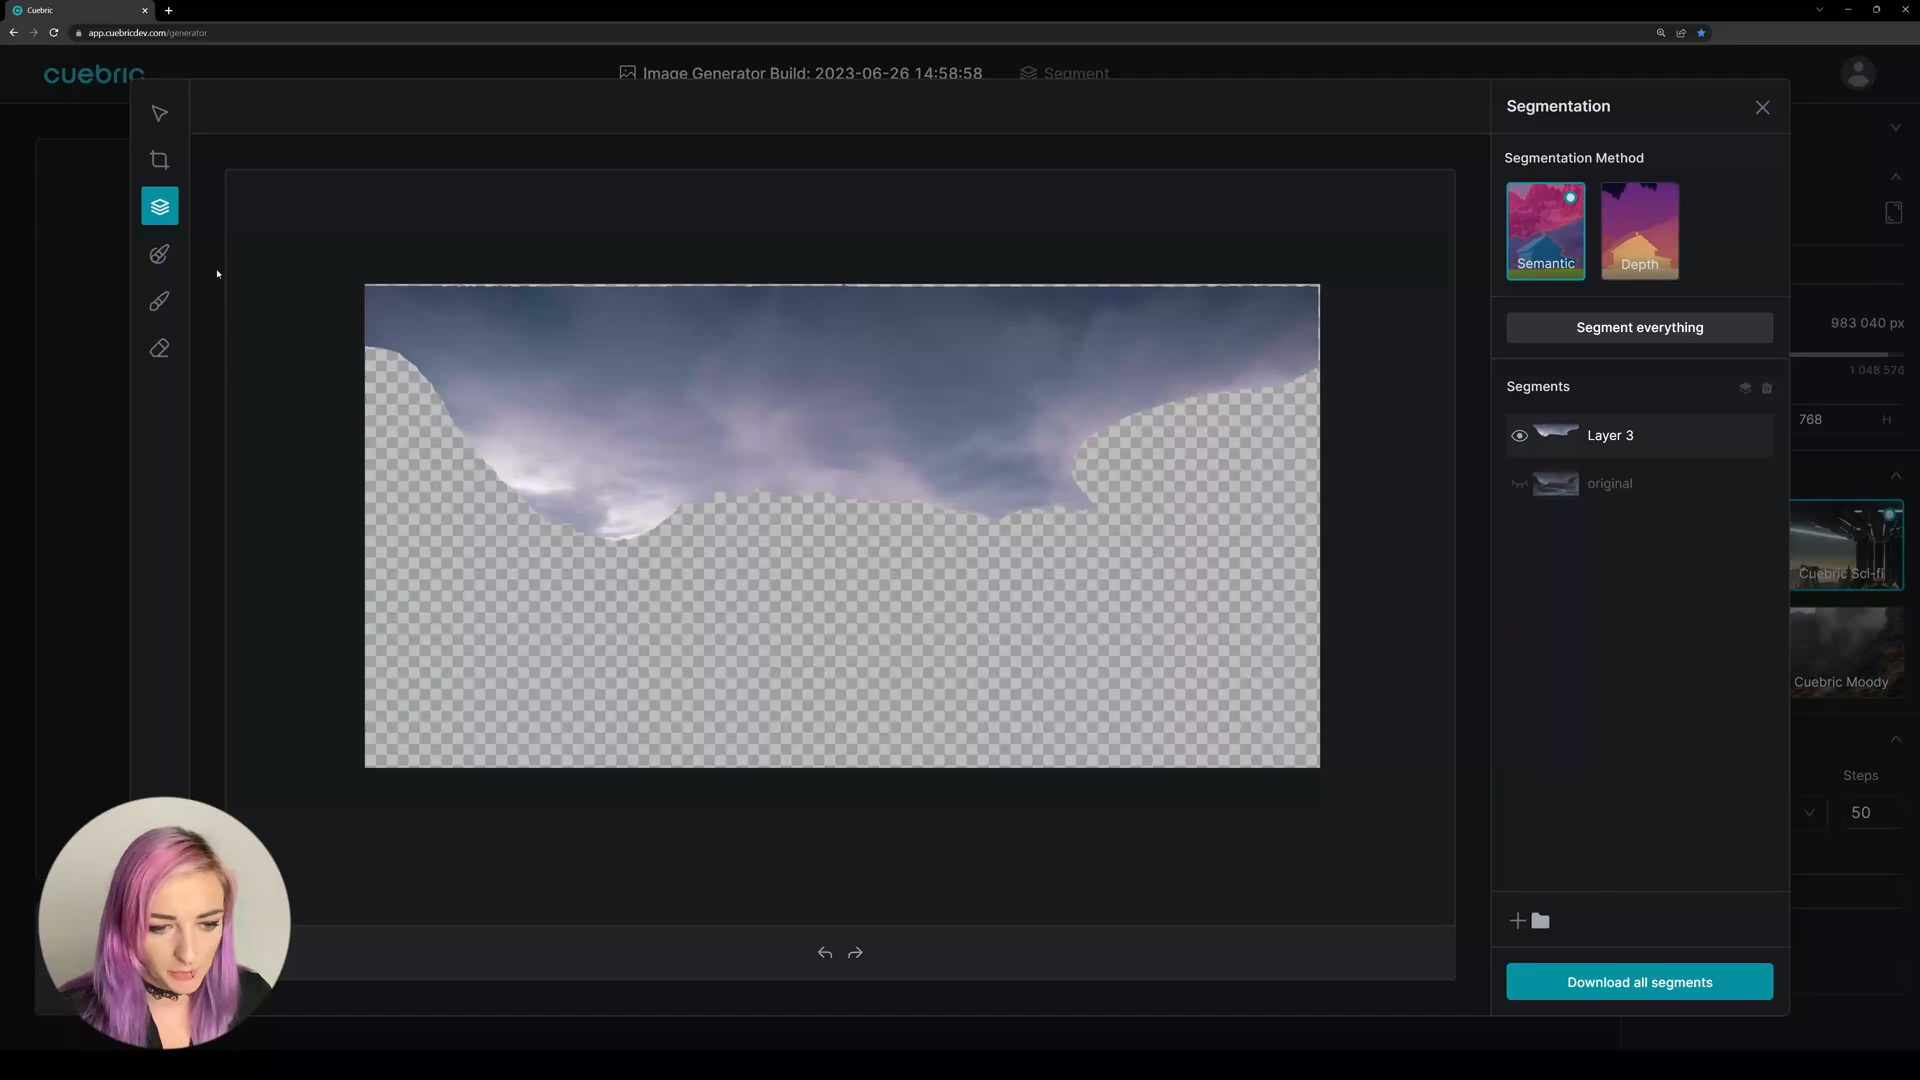 Cuebric
app.cuebricdev.com/generator
cuebric
Image Generator Build: 2023-06-26 14:58:58
Segment
Segmentation
Segmentation Method
Semantic
Depth
Segment everything
983 040 px
1 048 576
Segments
768
H
Layer 3
original
Cuebric Sci-fi
Cuebric Moody
Steps
50
Download all segments